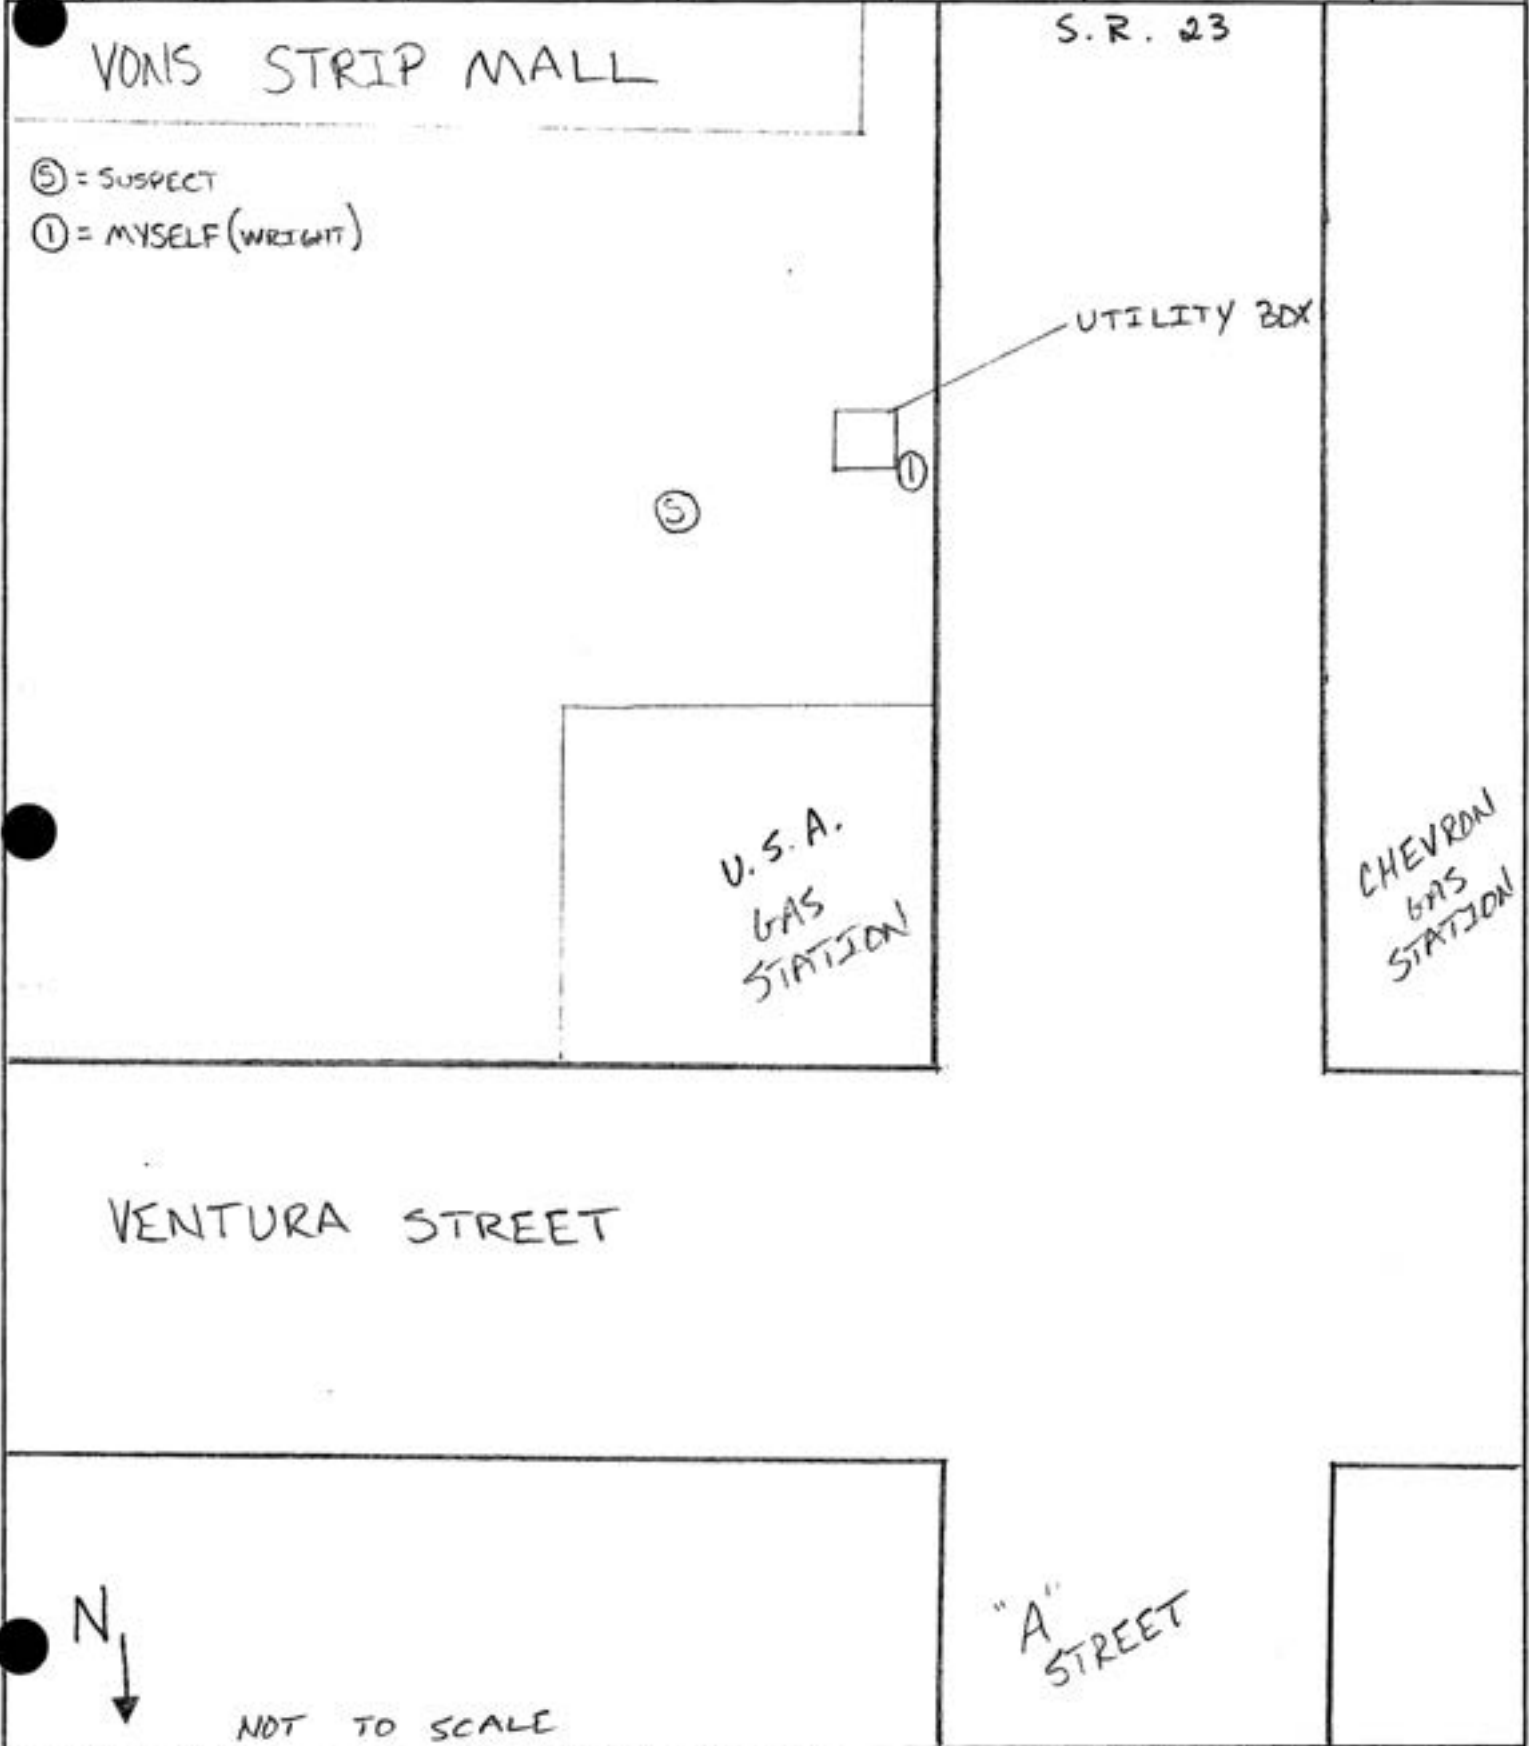 S.R. 23
VONS STRIP MALL
Ⓢ = SUSPECT
① = MYSELF (WRIGHT)
UTILITY BOX
①
Ⓢ
U.S.A.
GAS
STATION
CHEVRON
GAS
STATION
VENTURA STREET
"A"
STREET
N
NOT TO SCALE